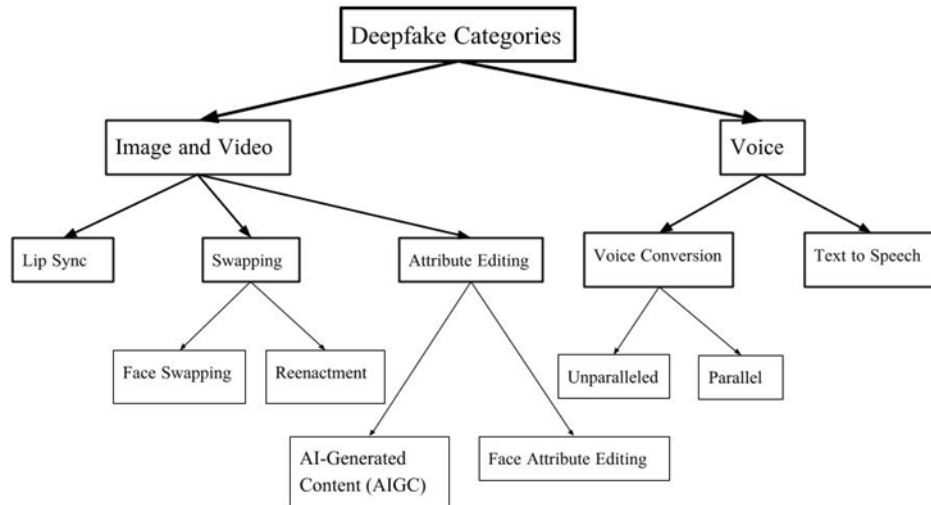 Deepfake Categories
Image and Video
Voice
Lip Sync
Swapping
Attribute Editing
Voice Conversion
Text to Speech
Face Swapping
Reenactment
Unparalleled
Parallel
AI-Generated
Content (AIGC)
Face Attribute Editing